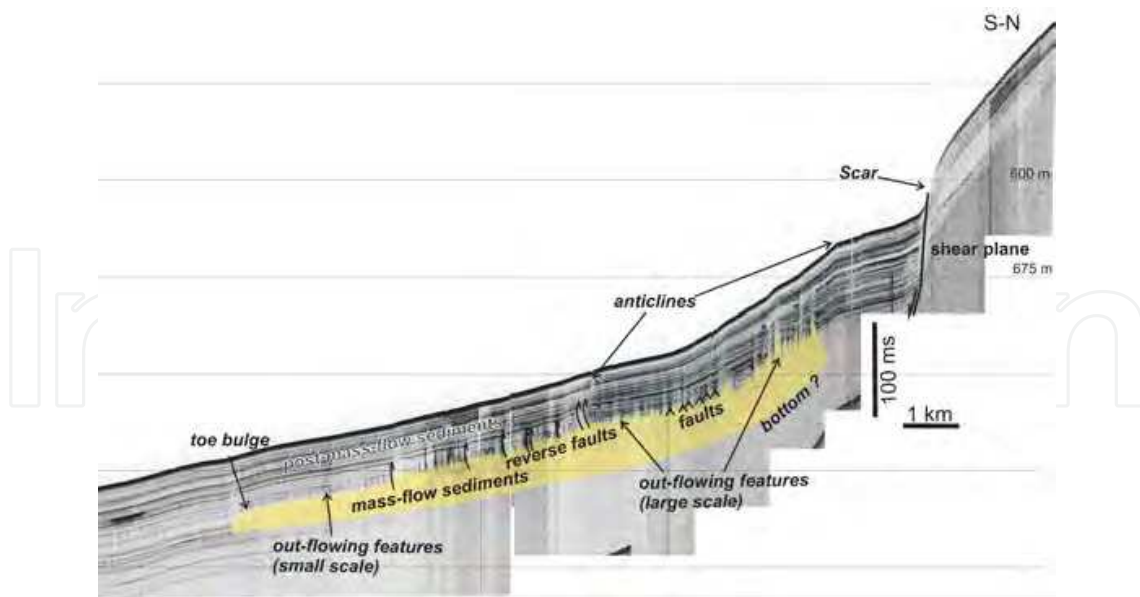 S-N
Scar
600 m
shear plane
675 m
anticlines
100 ms
1 km
toe bulge
post mass-flow sediments
reverse faults
faults
bottom ?
mass-flow sediments
out-flowing features
(large scale)
out-flowing features
(small scale)